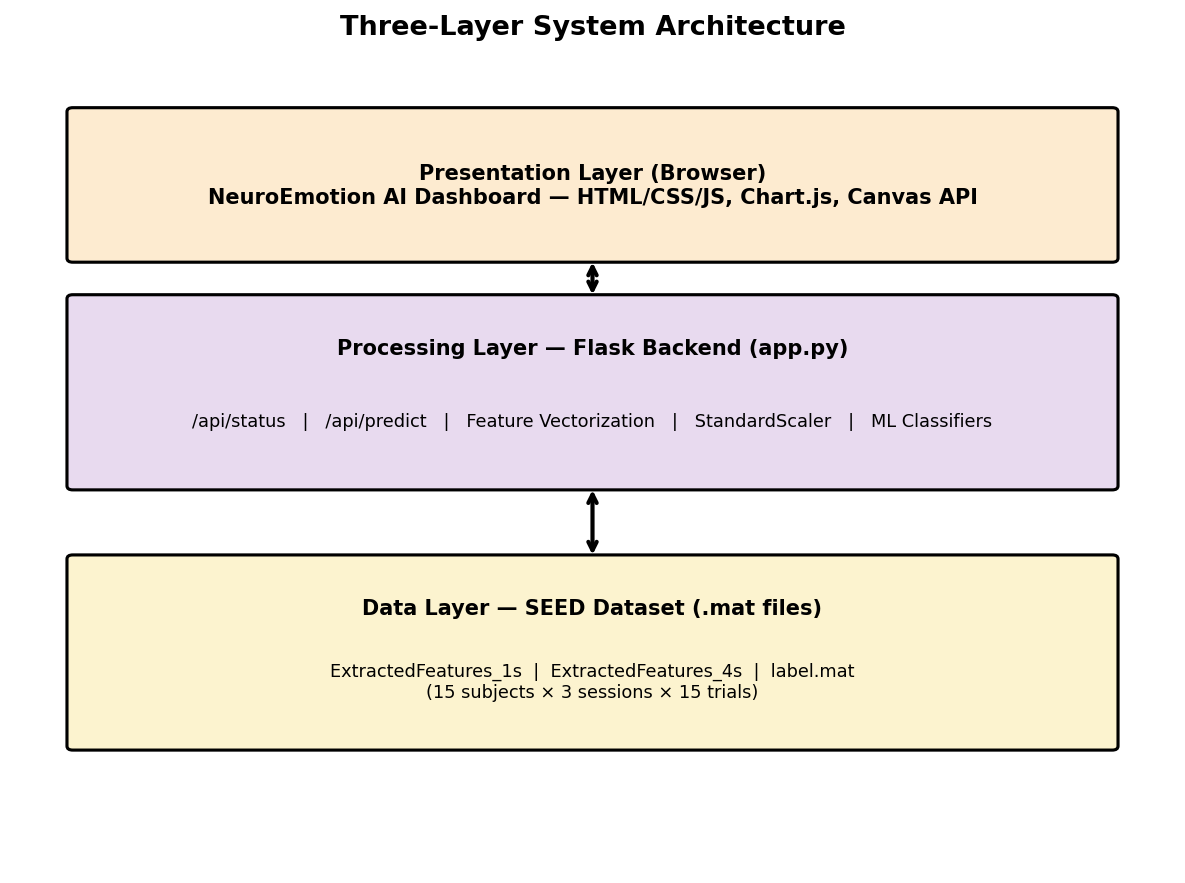 Three-Layer System Architecture
Presentation Layer (Browser)
NeuroEmotion AI Dashboard — HTML/CSS/JS, Chart.js, Canvas API
Processing Layer — Flask Backend (app.py)
/api/status | /api/predict | Feature Vectorization | StandardScaler | ML Classifiers
Data Layer — SEED Dataset (.mat files)
ExtractedFeatures_1s | ExtractedFeatures_4s | label.mat
(15 subjects × 3 sessions × 15 trials)